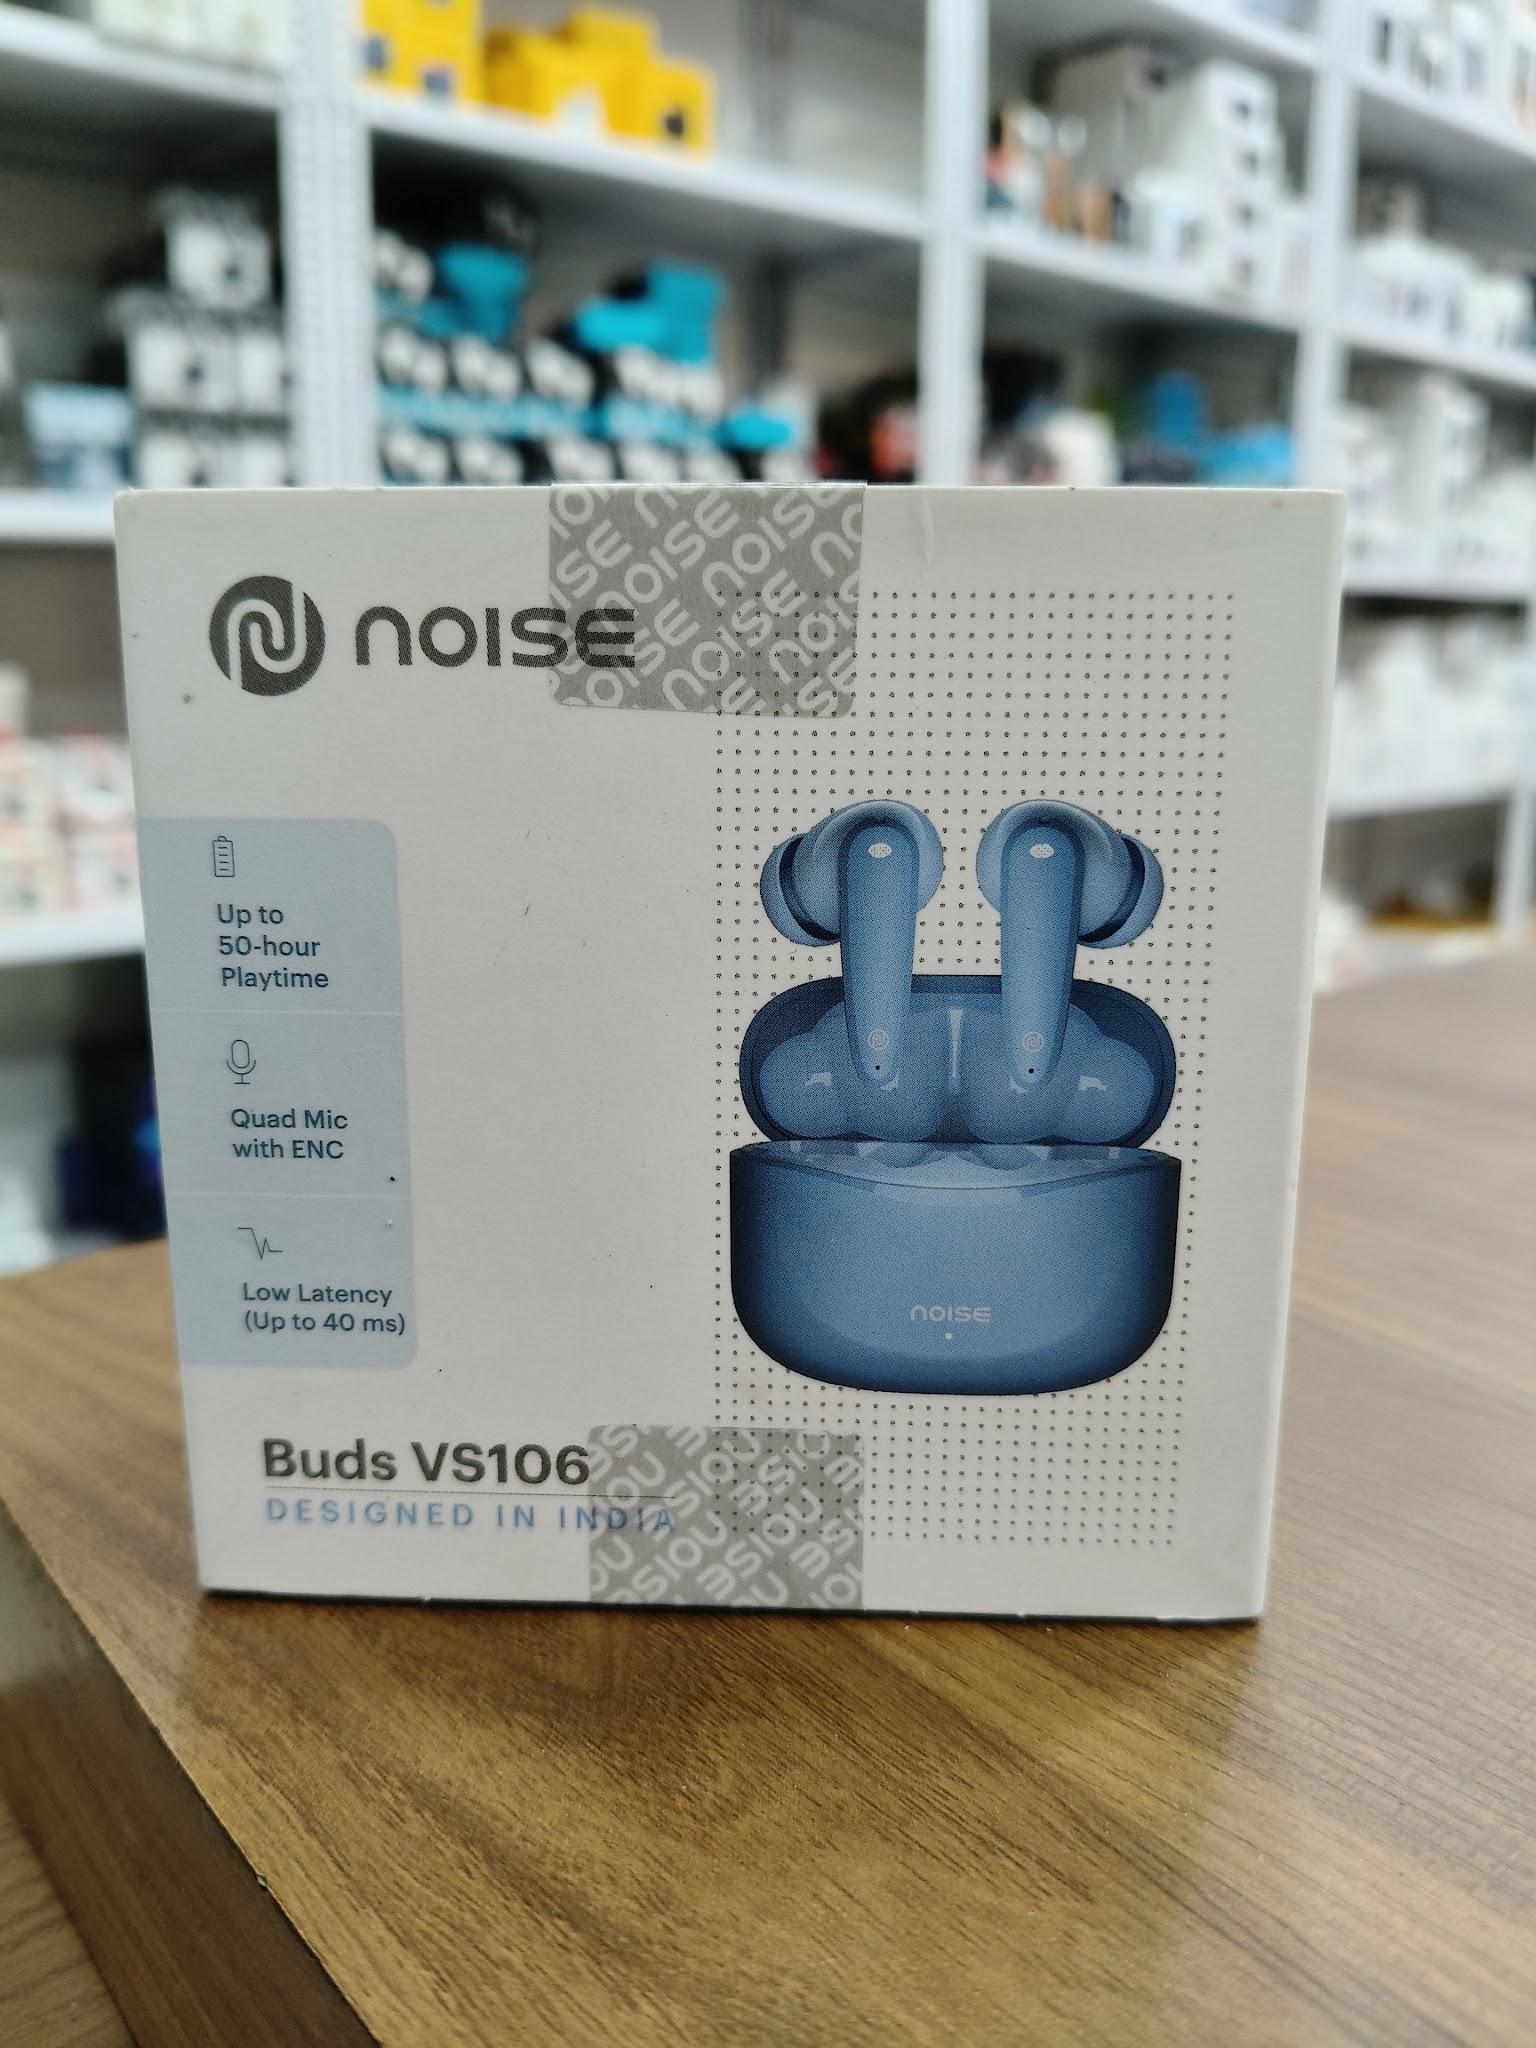 NOISE
Up to
50-hour
Playtime
Quad Mic
with ENC
Low Latency
(Up to 40 ms)
NOISE
Buds VS106
DESIGNED IN INDIA